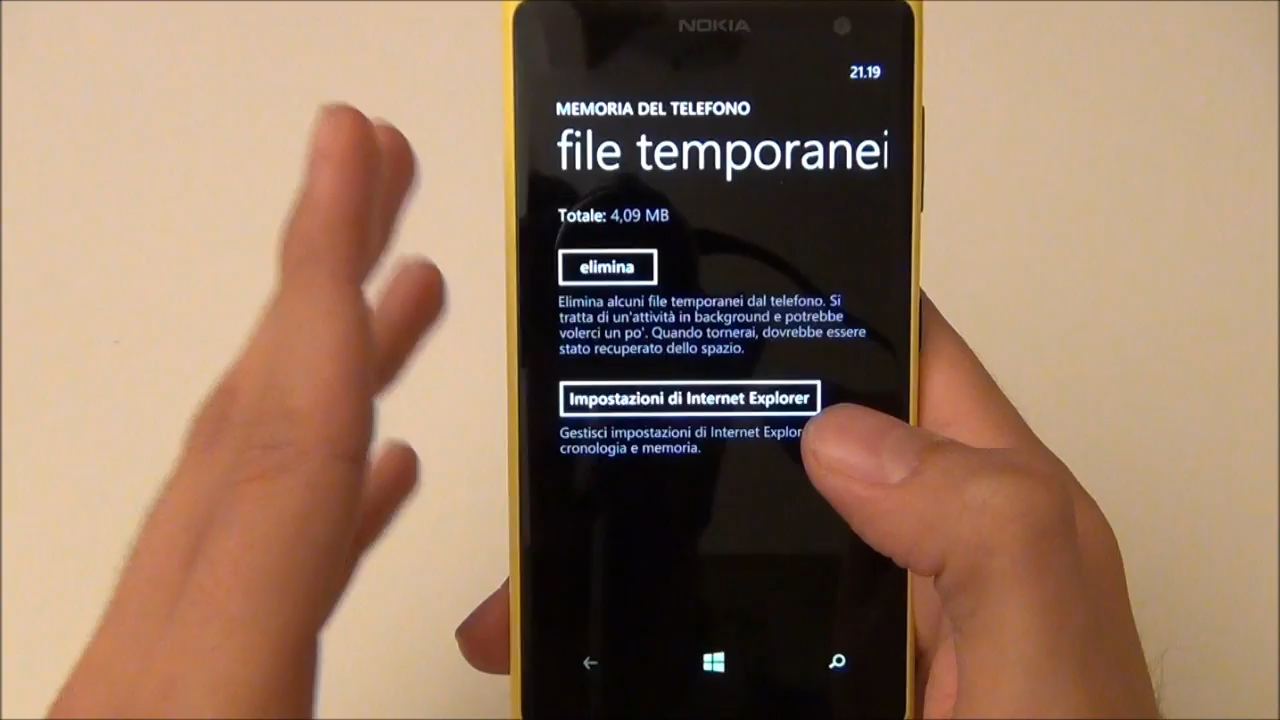 NOKIA
21.19
MEMORIA DEL TELEFONO
file temporanei
Totale: 4,09 MB
elimina
Elimina alcuni file temporanei dal telefono. Si
tratta di un'attività in background e potrebbe
volerci un po'. Quando tornerai, dovrebbe essere
stato recuperato dello spazio.
Impostazioni di Internet Explorer
Gestisci impostazioni di Internet Explor
cronologia e memoria.